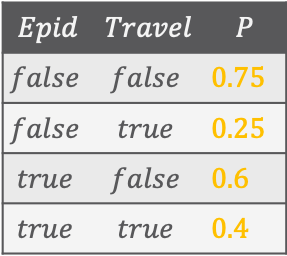 Epid Travel P
false false 0.75
false true 0.25
true false 0.6
true true 0.4